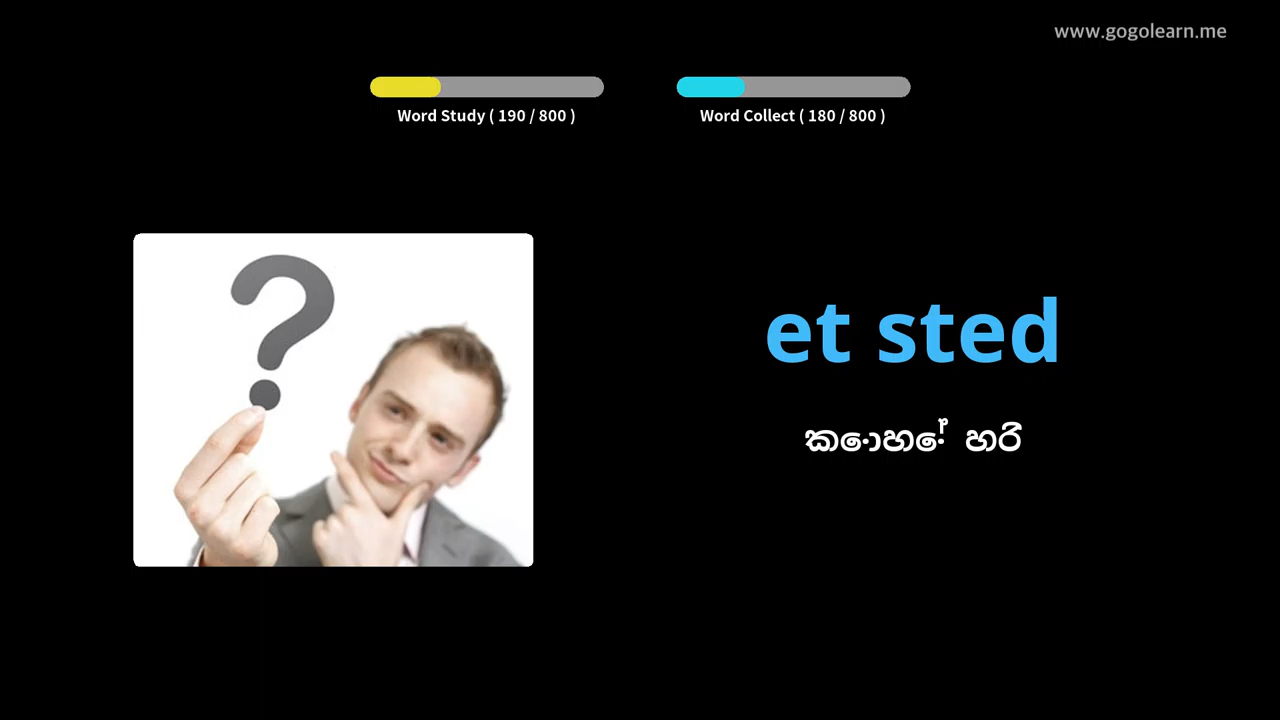 www.gogolearn.me
Word Study ( 190 / 800 )
Word Collect ( 180 / 800 )
et sted
කොහේ හරි